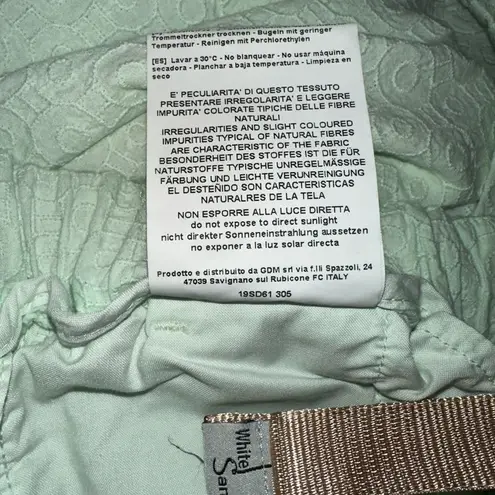 Trommeltrockner trocknen - Bugeln mit geringer
Temperatur - Reinigen mit Perchlorethylen
[ES] Lavar a 30°C - No blanquear - No usar máquina
secadora - Planchar a baja temperatura - Limpieza en
seco
E' PECULIARITA' DI QUESTO TESSUTO
PRESENTARE IRREGOLARITA' E LEGGERE
IMPURITA' COLORATE TIPICHE DELLE FIBRE
NATURALI
IRREGULARITIES AND SLIGHT COLOURED
IMPURITIES TYPICAL OF NATURAL FIBRES
ARE CHARACTERISTIC OF THE FABRIC
BESONDERHEIT DES STOFFES IST DIE FÜR
NATURSTOFFE TYPISCHE UNREGELMÄSSIGE
FÄRBUNG UND LEICHTE VERUNREINIGUNG
EL DESTEÑIDO SON CARACTERISTICAS
NATURALRES DE LA TELA
NON ESPORRE ALLA LUCE DIRETTA
do not expose to direct sunlight
nicht direkter Sonneneinstrahlung aussetzen
no exponer a la luz solar directa
Prodotto e distribuito da GDM srl via f.lli Spazzoli, 24
47039 Savignano sul Rubicone FC ITALY
19SD61 305
White